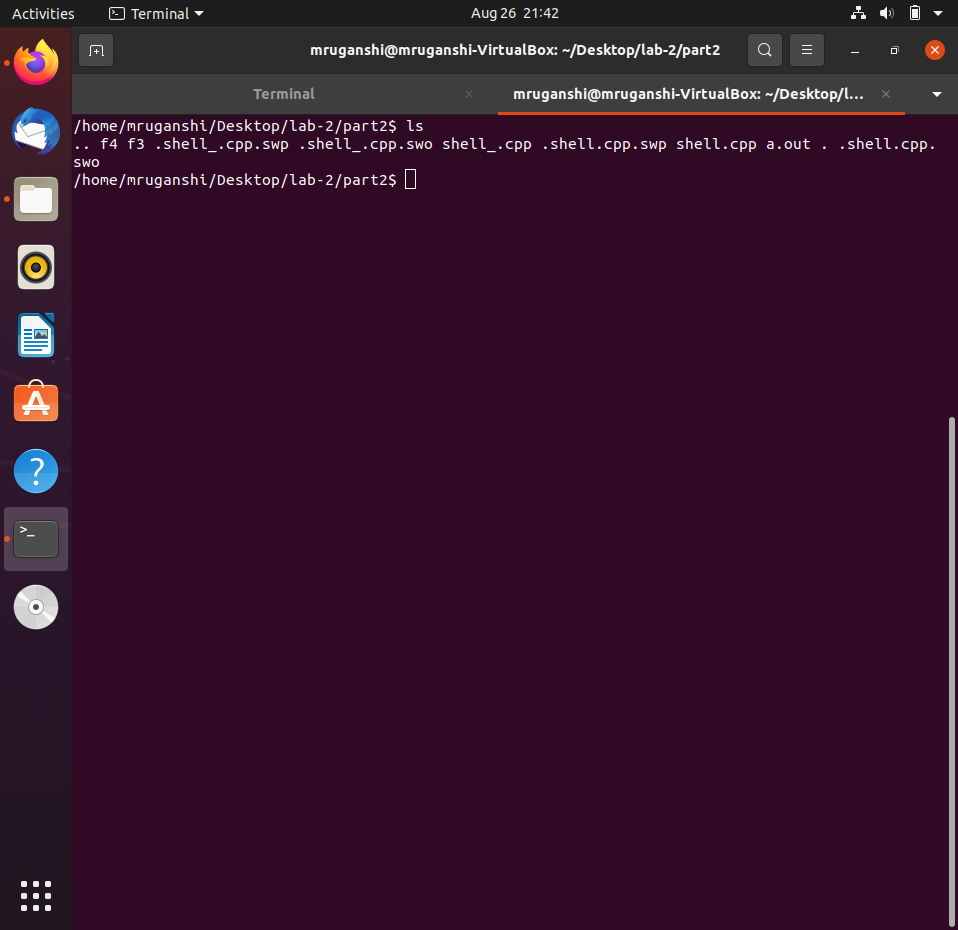 Activities
Terminal
Aug 26 21:42
mruganshi@mruganshi-VirtualBox: ~/Desktop/lab-2/part2
Terminal
mruganshi@mruganshi-VirtualBox: ~/Desktop/l...
/home/mruganshi/Desktop/lab-2/part2$ ls
.. f4 f3 .shell_.cpp.swp .shell_.cpp.swo shell_.cpp .shell.cpp.swp shell.cpp a.out . .shell.cpp.
swo
/home/mruganshi/Desktop/lab-2/part2$